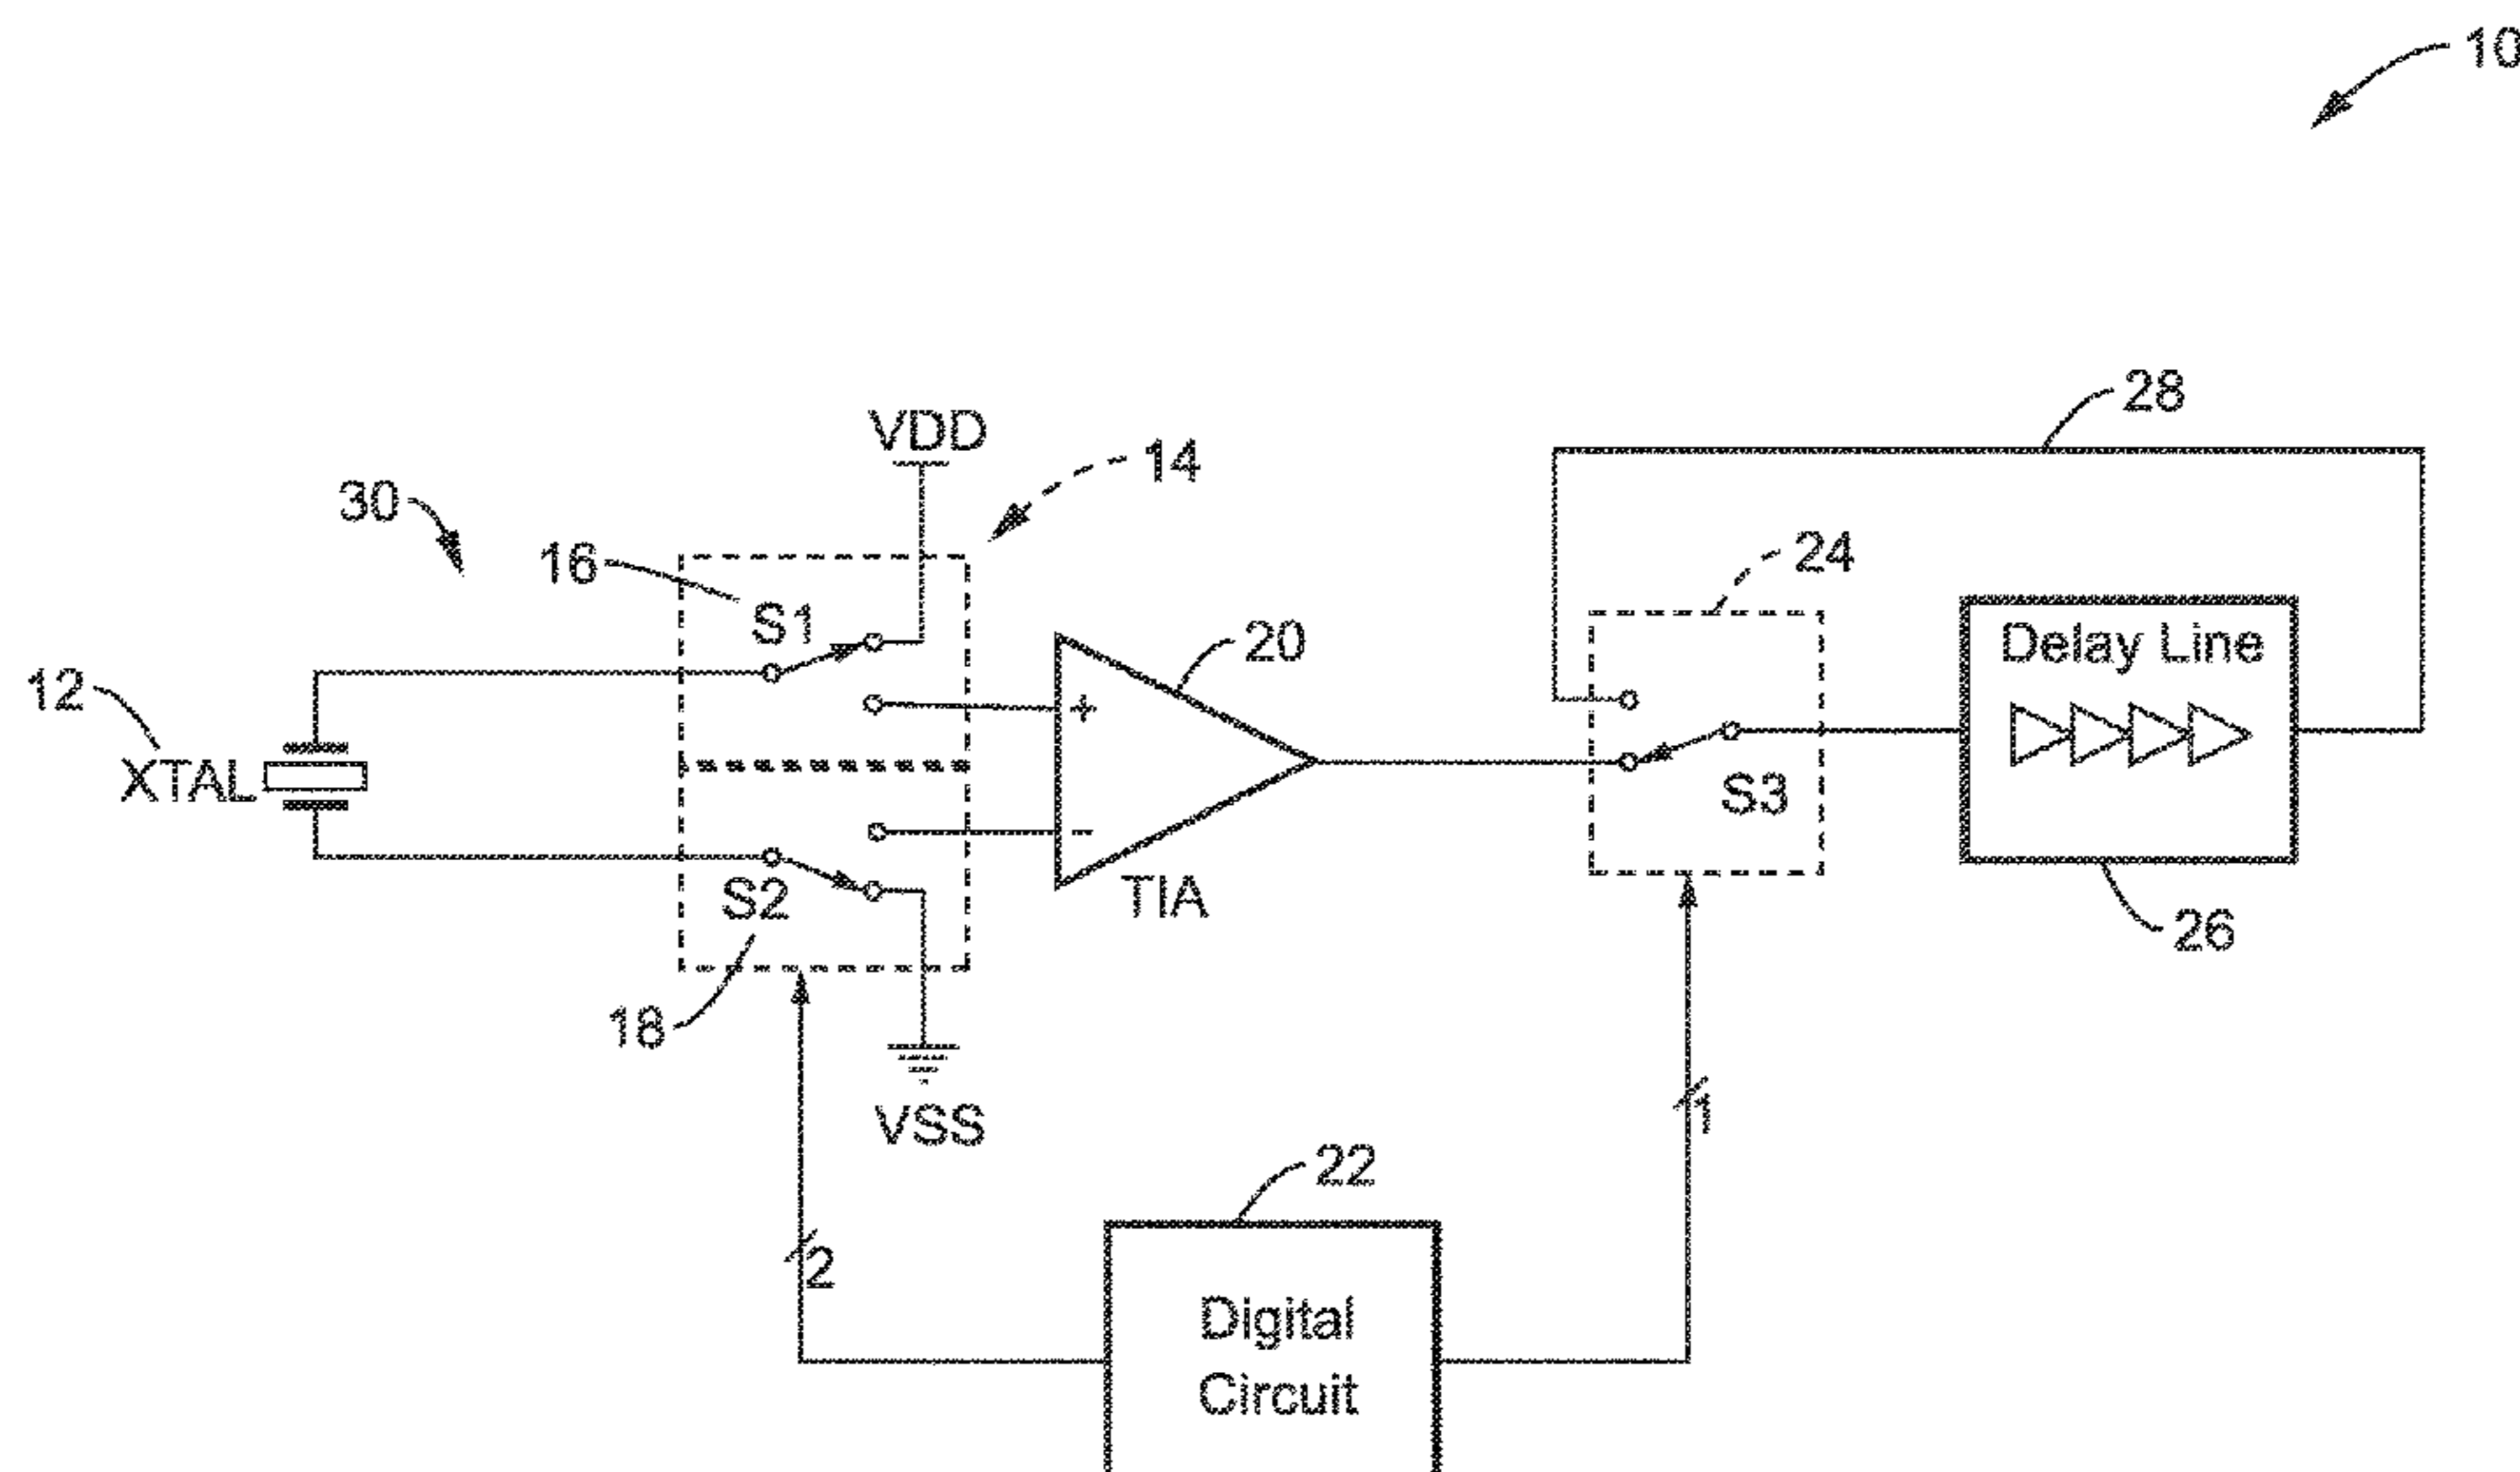 10
28
VDD
14
30
16
24
S1
20
Delay Line
12
+
XTAL
S3
-
S2
TIA
26
18
VSS
1
22
2
Digital
Circuit